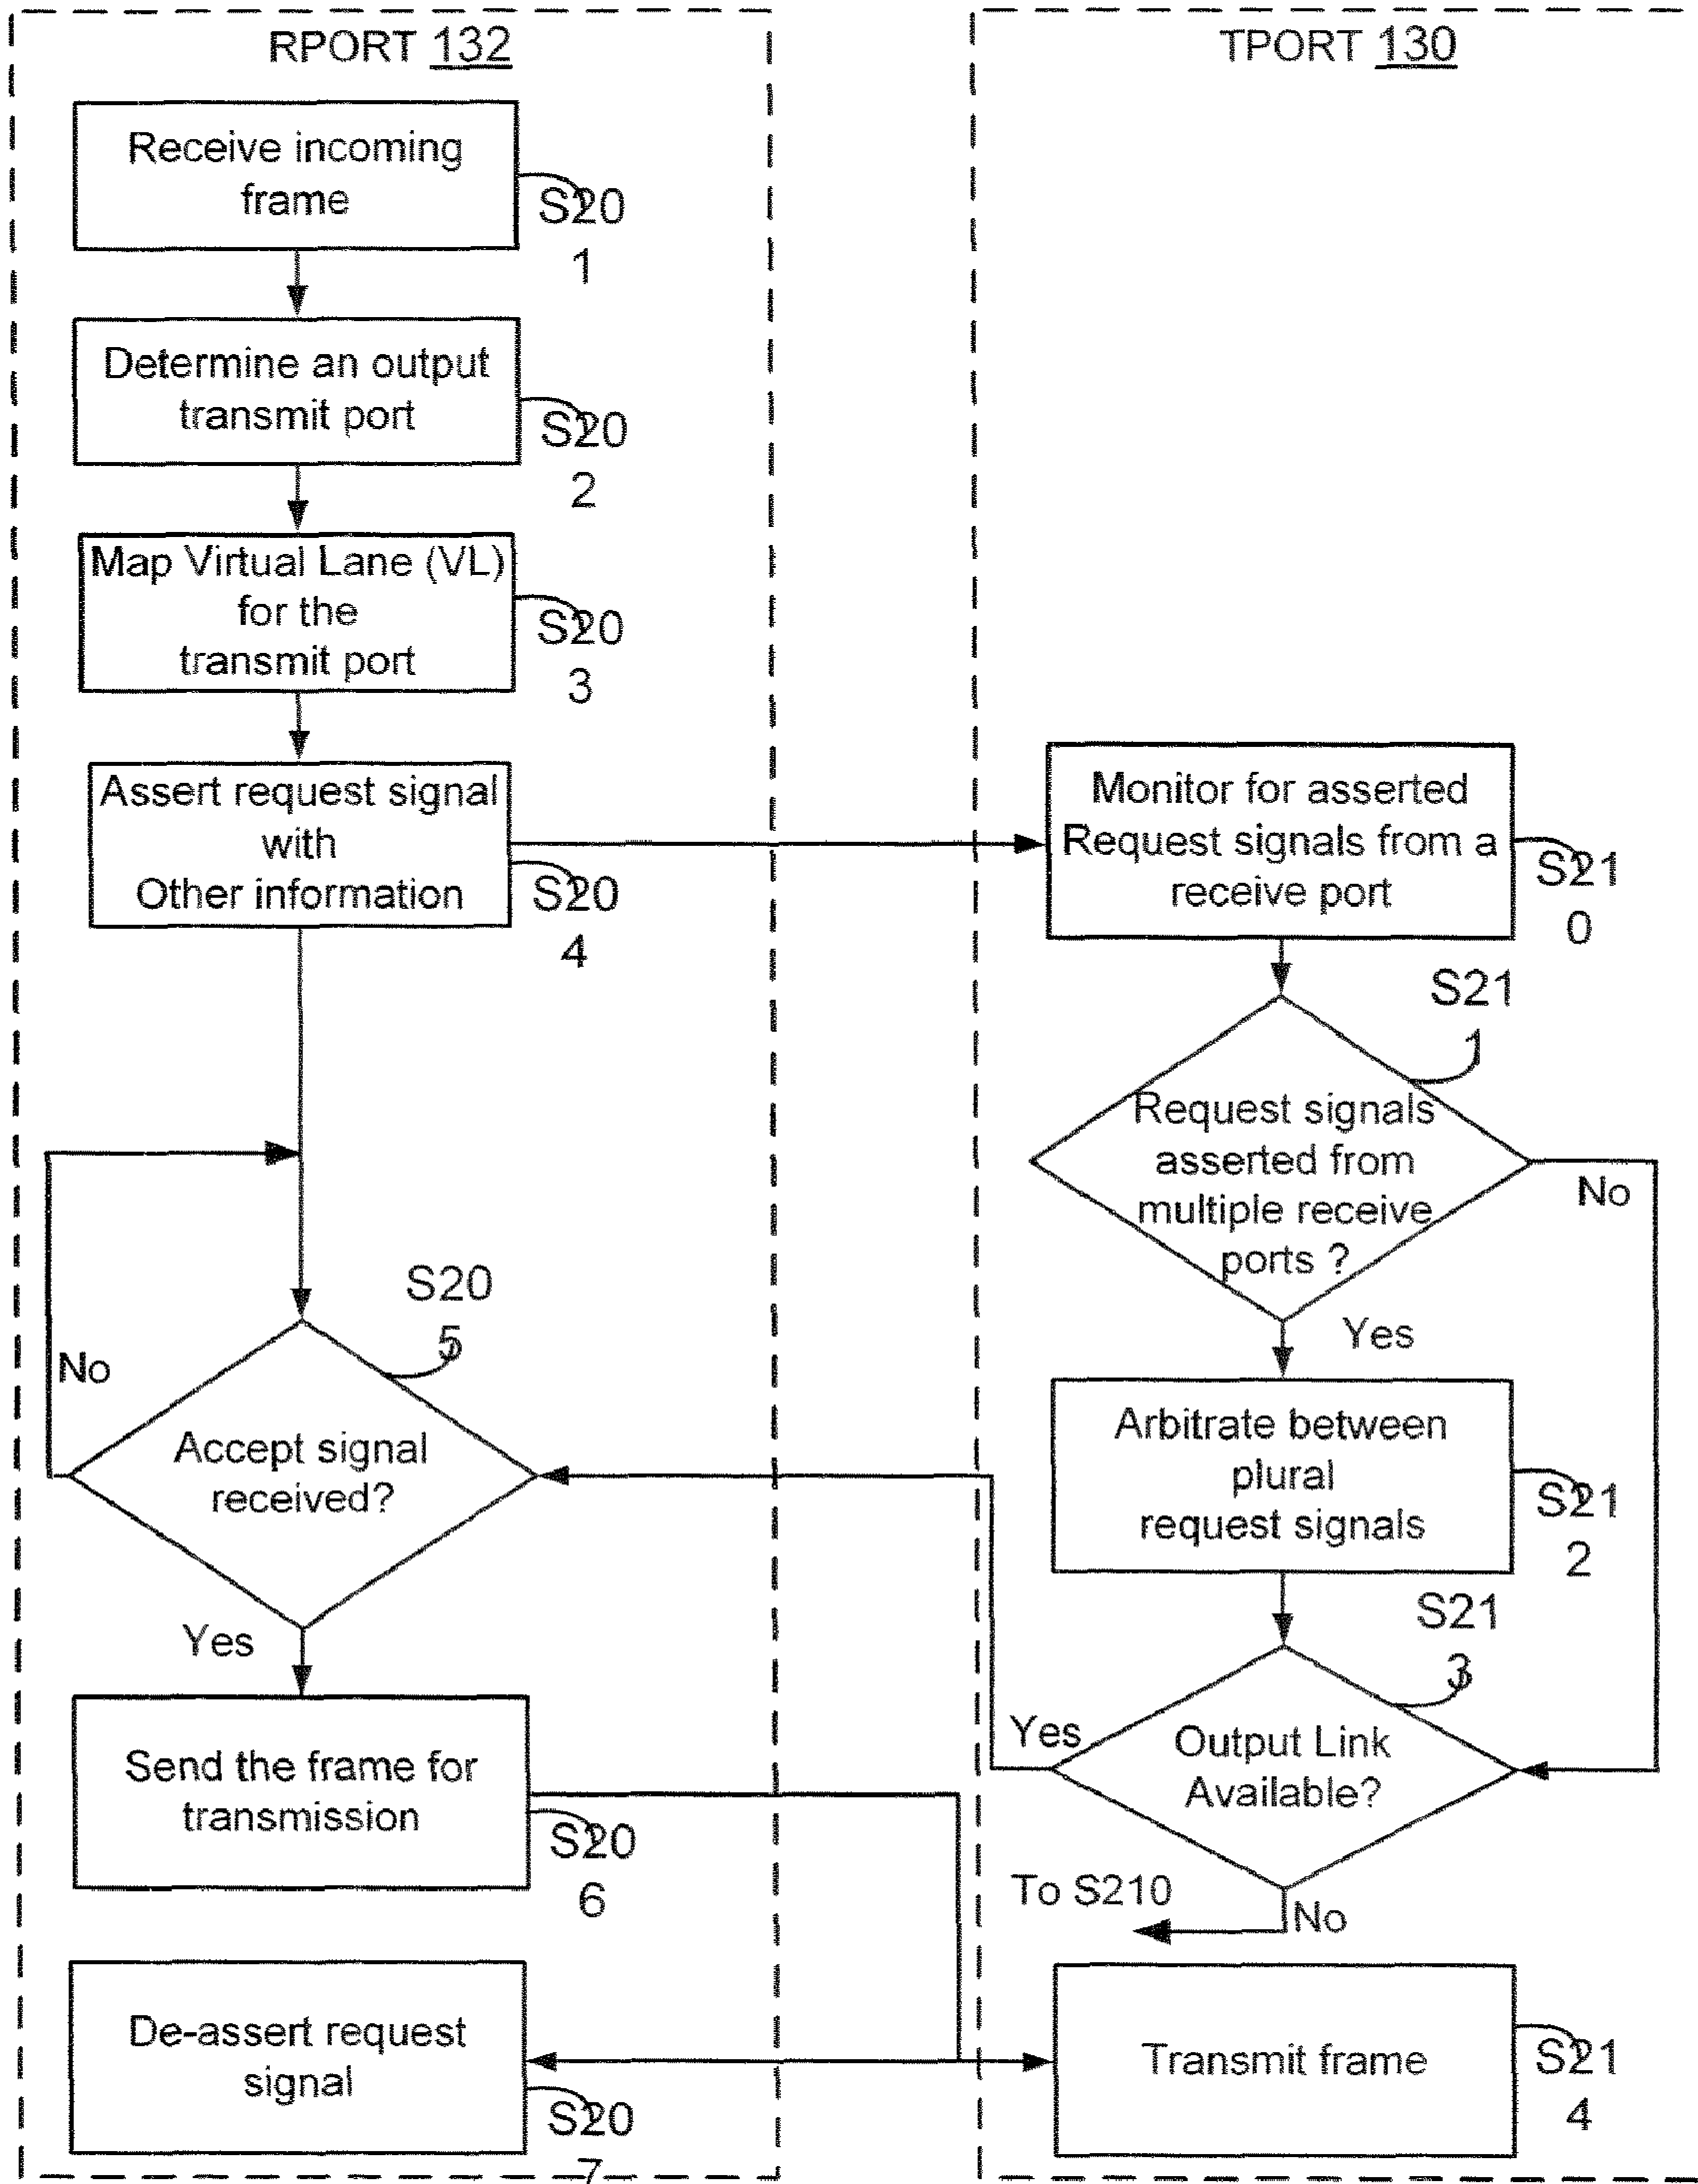 RPORT 132
Receive incoming
frame
S20
1
Determine an output
transmit port
S20
2
Map Virtual Lane (VL)
for the
transmit port
S20
3
Assert request signal
with
Other information
S20
4
S20
5
No
Accept signal
received?
Yes
Send the frame for
transmission
S20
6
De-assert request
signal
S20
7
TPORT 130
Monitor for asserted
Request signals from a
receive port
S21
0
S21
1
Request signals
asserted from
multiple receive
ports ?
No
Yes
Arbitrate between
plural
request signals
S21
2
S21
3
Yes
Output Link
Available?
To S210
No
Transmit frame
S21
4